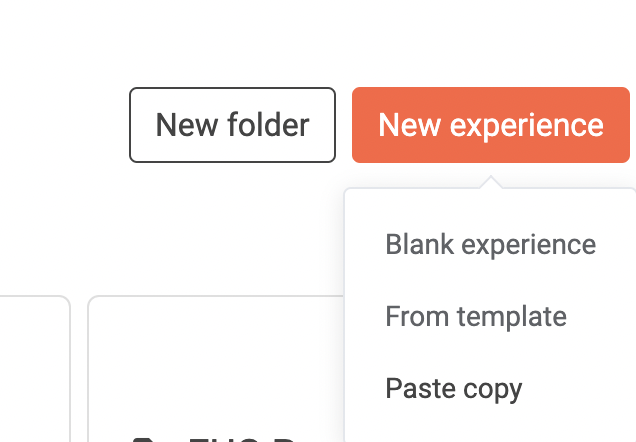 New folder
New experience
Blank experience
From template
Paste copy